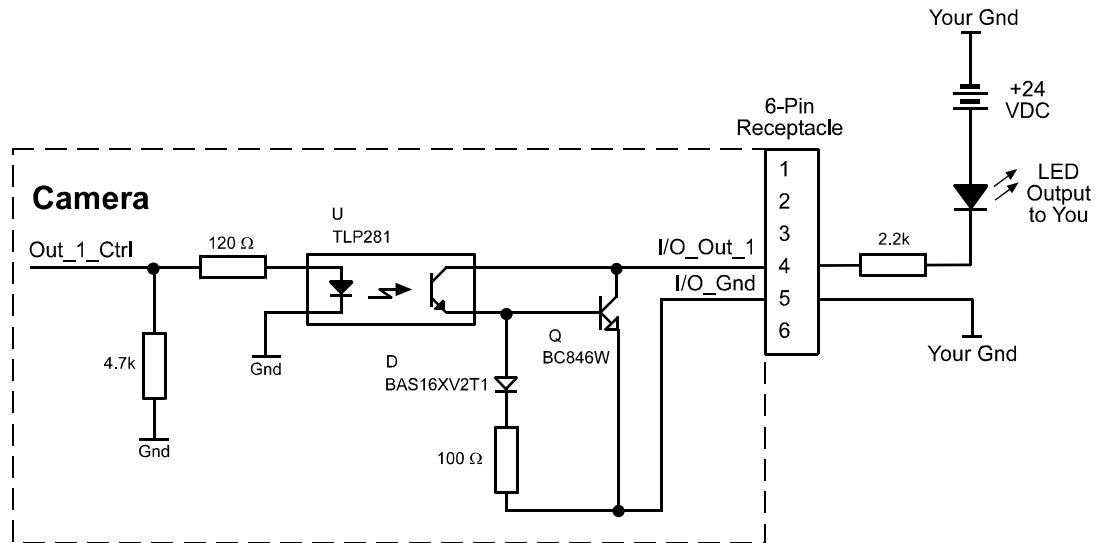 Your Gnd
+24
VDC
6-Pin
Receptacle
1
2
3
4
5
6
LED
Output
to You
Camera
U
TLP281
Out_1_Ctrl
120 Ω
I/O_Out_1
2.2k
I/O_Gnd
Q
BC846W
4.7k
Gnd
D
BAS16XV2T1
Your Gnd
Gnd
100 Ω